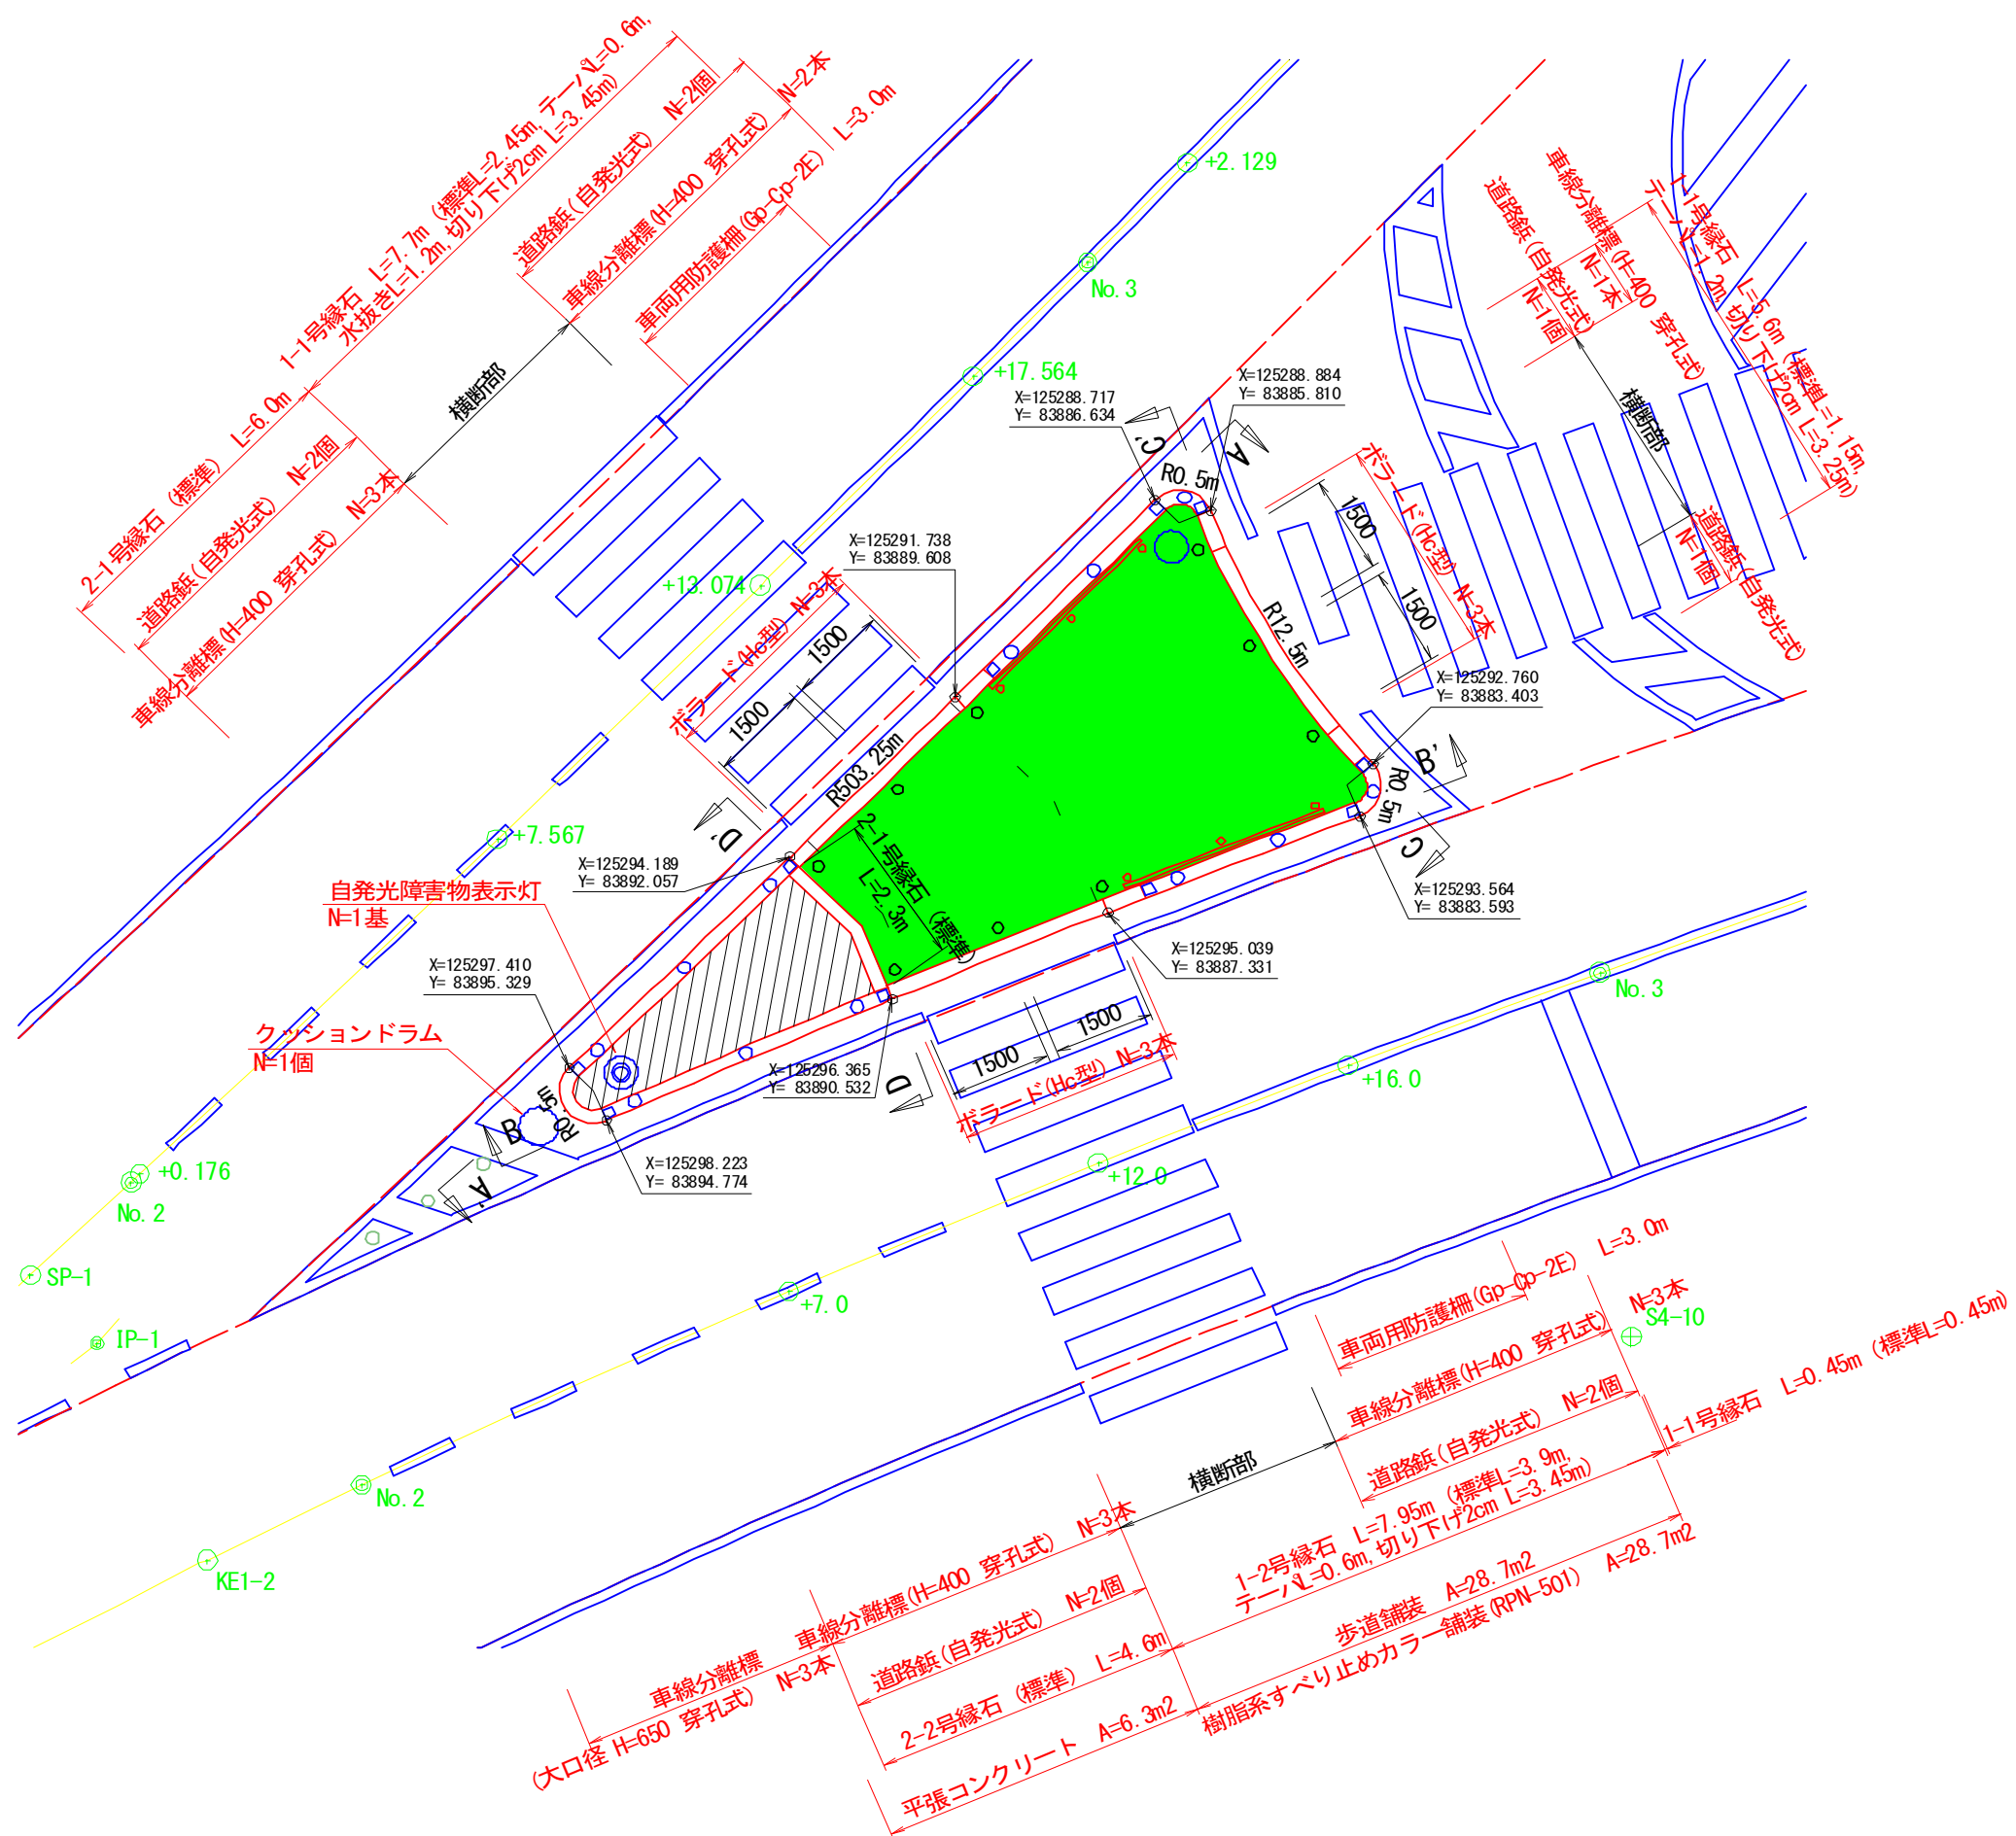 1-1号縁石 L=7.7m (標準L=2.45m, テーパL=0.6m,
水抜きL=1.2m, 切り下げ2cm L=3.45m)
道路鋲(自発光式) N=2個
車線分離標(H=400 穿孔式) N=2本
車両用防護柵(Gp-Cp-2E) L=3.0m
横断部
2-1号縁石 (標準) L=6.0m
道路鋲(自発光式) N=2個
車線分離標(H=400 穿孔式) N=3本
+2.129
No.3
+17.564
+13.074
+7.567
+0.176
No.2
SP-1
IP-1
車線分離標(H=400 穿孔式)
N=1本
道路鋲(自発光式)
N=1個
1-1号縁石 L=5.6m (標準L=1.15m,
テーパL=1.2m, 切り下げ2cm L=3.25m)
横断部
道路鋲(自発光式)
N=1個
X=125288.884
Y= 83885.810
X=125288.717
Y= 83886.634
C'
A
R0.5m
ボラード(Hc型) N=3本
1500
1500
R12.5m
X=125291.738
Y= 83889.608
ボラード(Hc型) N=3本
1500
1500
R503.25m
X=125292.760
Y= 83883.403
B'
R0.5m
C
X=125293.564
Y= 83883.593
D'
X=125294.189
Y= 83892.057
2-1号縁石 (標準)
L=2.3m
X=125295.039
Y= 83887.331
自発光障害物表示灯
N=1基
X=125297.410
Y= 83895.329
クッションドラム
N=1個
R0.5m
B
A'
X=125296.365
Y= 83890.532
D
X=125298.223
Y= 83894.774
1500
1500
ボラード(Hc型) N=3本
No.3
+16.0
+12.0
+7.0
No.2
KE1-2
S4-10
車両用防護柵(Gp-Cp-2E) L=3.0m
車線分離標(H=400 穿孔式) N=3本
道路鋲(自発光式) N=2個
1-1号縁石 L=0.45m (標準L=0.45m)
横断部
1-2号縁石 L=7.95m (標準L=3.9m,
テーパL=0.6m, 切り下げ2cm L=3.45m)
歩道舗装 A=28.7m2
樹脂系すべり止めカラー舗装(RPN-501) A=28.7m2
車線分離標(H=400 穿孔式) N=3本
車線分離標
(大口径 H=650 穿孔式) N=3本
道路鋲(自発光式) N=2個
2-2号縁石 (標準) L=4.6m
平張コンクリート A=6.3m2